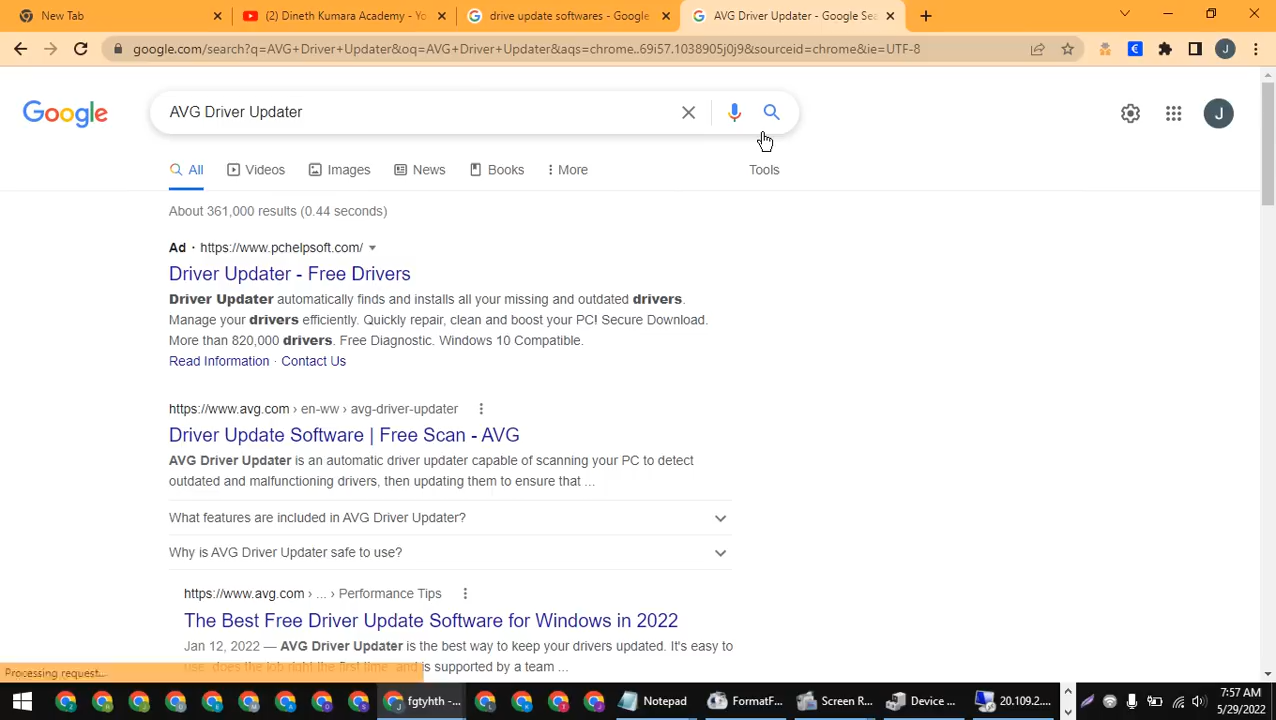 New Tab
(2) Dineth Kumara Academy - Yo
drive update softwares - Google
AVG Driver Updater - Google Sea
google.com/search?q=AVG+Driver+Updater&oq=AVG+Driver+Updater&aqs=chrome..69i57.1038905j0j9&sourceid=chrome&ie=UTF-8
J
Google
AVG Driver Updater
J
All
Videos
Images
News
Books
More
Tools
About 361,000 results (0.44 seconds)
Ad · https://www.pchelpsoft.com/
Driver Updater - Free Drivers
Driver Updater automatically finds and installs all your missing and outdated drivers.
Manage your drivers efficiently. Quickly repair, clean and boost your PC! Secure Download.
More than 820,000 drivers. Free Diagnostic. Windows 10 Compatible.
Read Information · Contact Us
https://www.avg.com › en-ww › avg-driver-updater
Driver Update Software | Free Scan - AVG
AVG Driver Updater is an automatic driver updater capable of scanning your PC to detect
outdated and malfunctioning drivers, then updating them to ensure that ...
What features are included in AVG Driver Updater?
Why is AVG Driver Updater safe to use?
https://www.avg.com › ... › Performance Tips
The Best Free Driver Update Software for Windows in 2022
Jan 12, 2022 — AVG Driver Updater is the best way to keep your drivers updated. It's easy to
use, does the job right the first time, and is supported by a team ...
Processing request...
fgtyhth -...
Notepad
FormatF...
Screen R...
Device ...
20.109.2...
7:57 AM
5/29/2022